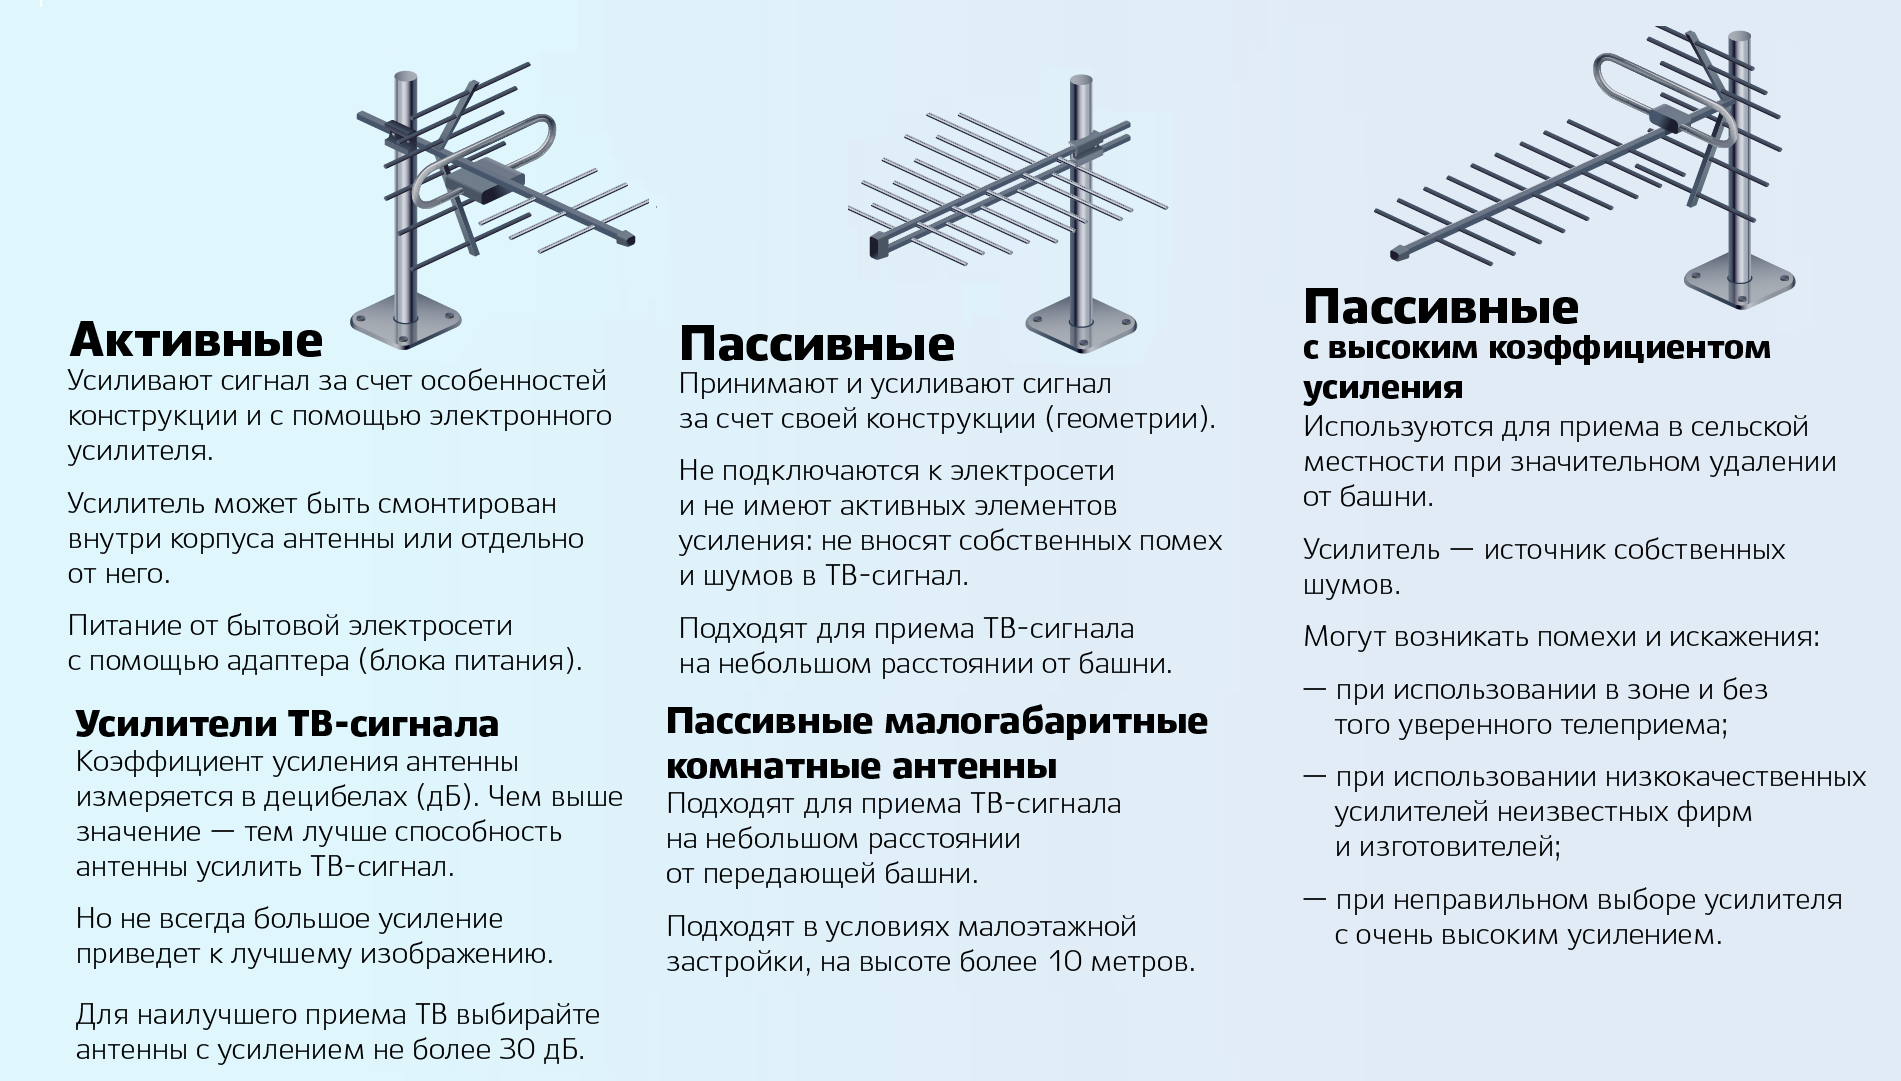 Активные
Усиливают сигнал за счет особенностей
конструкции и с помощью электронного
усилителя.
Усилитель может быть смонтирован
внутри корпуса антенны или отдельно
от него.
Питание от бытовой электросети
с помощью адаптера (блока питания).
Усилители ТВ-сигнала
Коэффициент усиления антенны
измеряется в децибелах (дБ). Чем выше
значение — тем лучше способность
антенны усилить ТВ-сигнал.
Но не всегда большое усиление
приведет к лучшему изображению.
Для наилучшего приема ТВ выбирайте
антенны с усилением не более 30 дБ.
Пассивные
Принимают и усиливают сигнал
за счет своей конструкции (геометрии).
Не подключаются к электросети
и не имеют активных элементов
усиления: не вносят собственных помех
и шумов в ТВ-сигнал.
Подходят для приема ТВ-сигнала
на небольшом расстоянии от башни.
Пассивные малогабаритные
комнатные антенны
Подходят для приема ТВ-сигнала
на небольшом расстоянии
от передающей башни.
Подходят в условиях малоэтажной
застройки, на высоте более 10 метров.
Пассивные
с высоким коэффициентом
усиления
Используются для приема в сельской
местности при значительном удалении
от башни.
Усилитель — источник собственных
шумов.
Могут возникать помехи и искажения:
— при использовании в зоне и без
того уверенного телеприема;
— при использовании низкокачественных
усилителей неизвестных фирм
и изготовителей;
— при неправильном выборе усилителя
с очень высоким усилением.